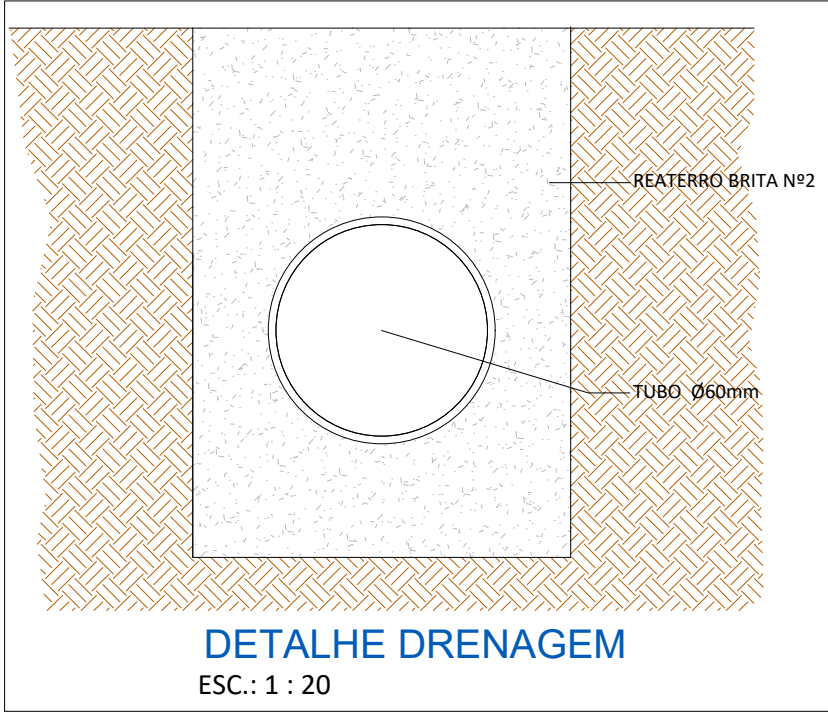 REATERRO BRITA Nº2
TUBO Ø60mm
DETALHE DRENAGEM
ESC.: 1 : 20